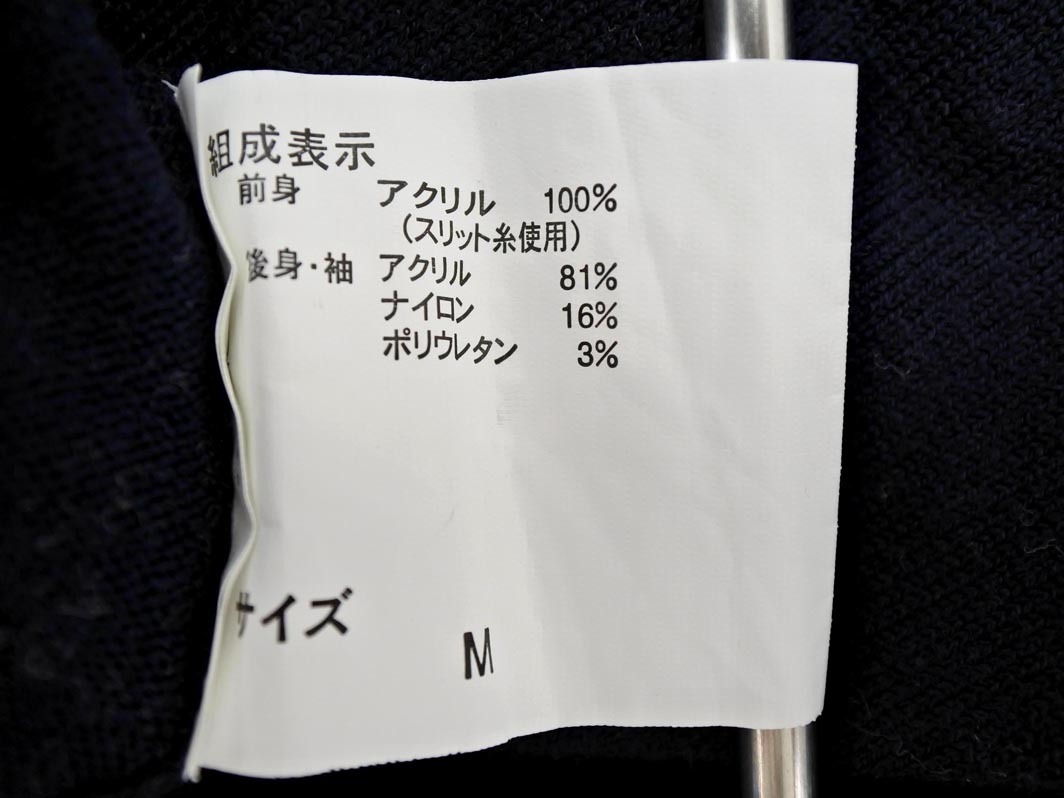 組成表示
前身 アクリル 100%
(スリット糸使用)
後身・袖 アクリル 81%
ナイロン 16%
ポリウレタン 3%
サイズ
M